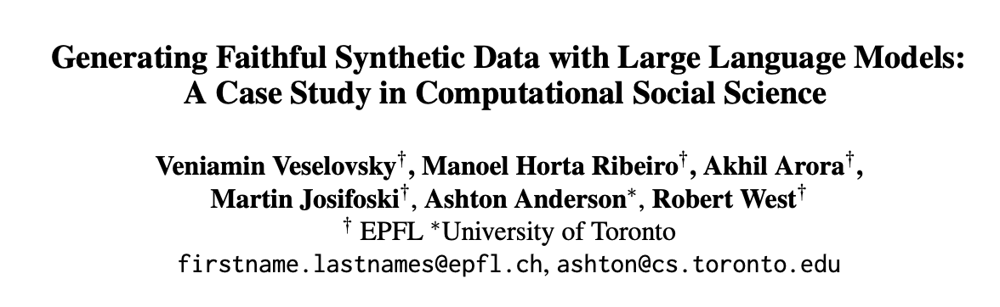 Generating Faithful Synthetic Data with Large Language Models:
A Case Study in Computational Social Science
Veniamin Veselovsky†, Manoel Horta Ribeiro†, Akhil Arora†,
Martin Josifoski†, Ashton Anderson*, Robert West†
† EPFL *University of Toronto
firstname.lastnames@epfl.ch, ashton@cs.toronto.edu